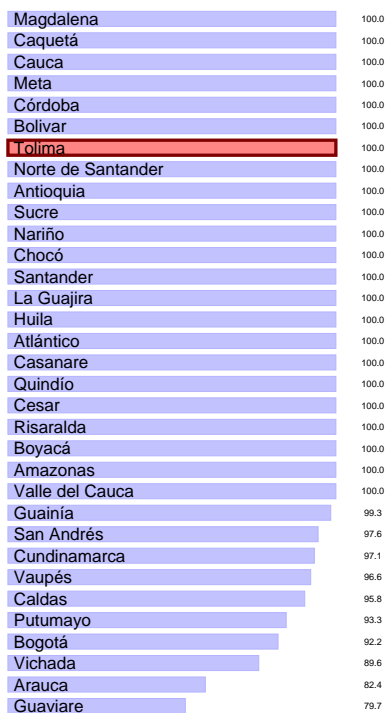 Magdalena 100.0
Caquetá 100.0
Cauca 100.0
Meta 100.0
Córdoba 100.0
Bolivar 100.0
Tolima 100.0
Norte de Santander 100.0
Antioquia 100.0
Sucre 100.0
Nariño 100.0
Chocó 100.0
Santander 100.0
La Guajira 100.0
Huila 100.0
Atlántico 100.0
Casanare 100.0
Quindío 100.0
Cesar 100.0
Risaralda 100.0
Boyacá 100.0
Amazonas 100.0
Valle del Cauca 100.0
Guainía 99.3
San Andrés 97.6
Cundinamarca 97.1
Vaupés 96.6
Caldas 95.8
Putumayo 93.3
Bogotá 92.2
Vichada 89.6
Arauca 82.4
Guaviare 79.7